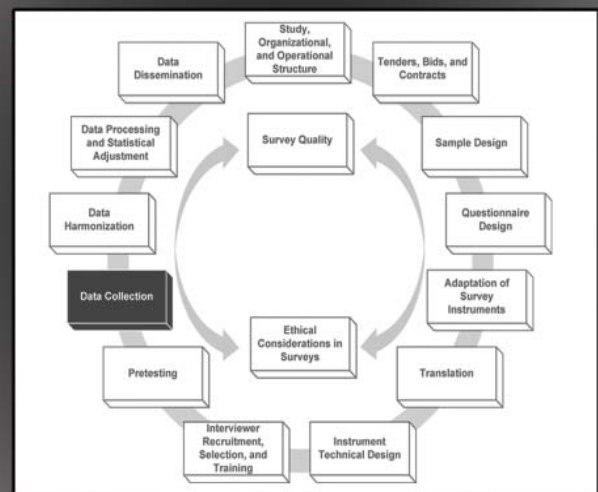 Study,
Organizational,
and Operational
Structure
Tenders, Bids, and
Contracts
Sample Design
Questionnaire
Design
Adaptation of
Survey
Instruments
Translation
Instrument
Technical Design
Interviewer
Recruitment,
Selection, and
Training
Pretesting
Data Collection
Data
Harmonization
Data Processing
and Statistical
Adjustment
Data
Dissemination
Survey Quality
Ethical
Considerations in
Surveys